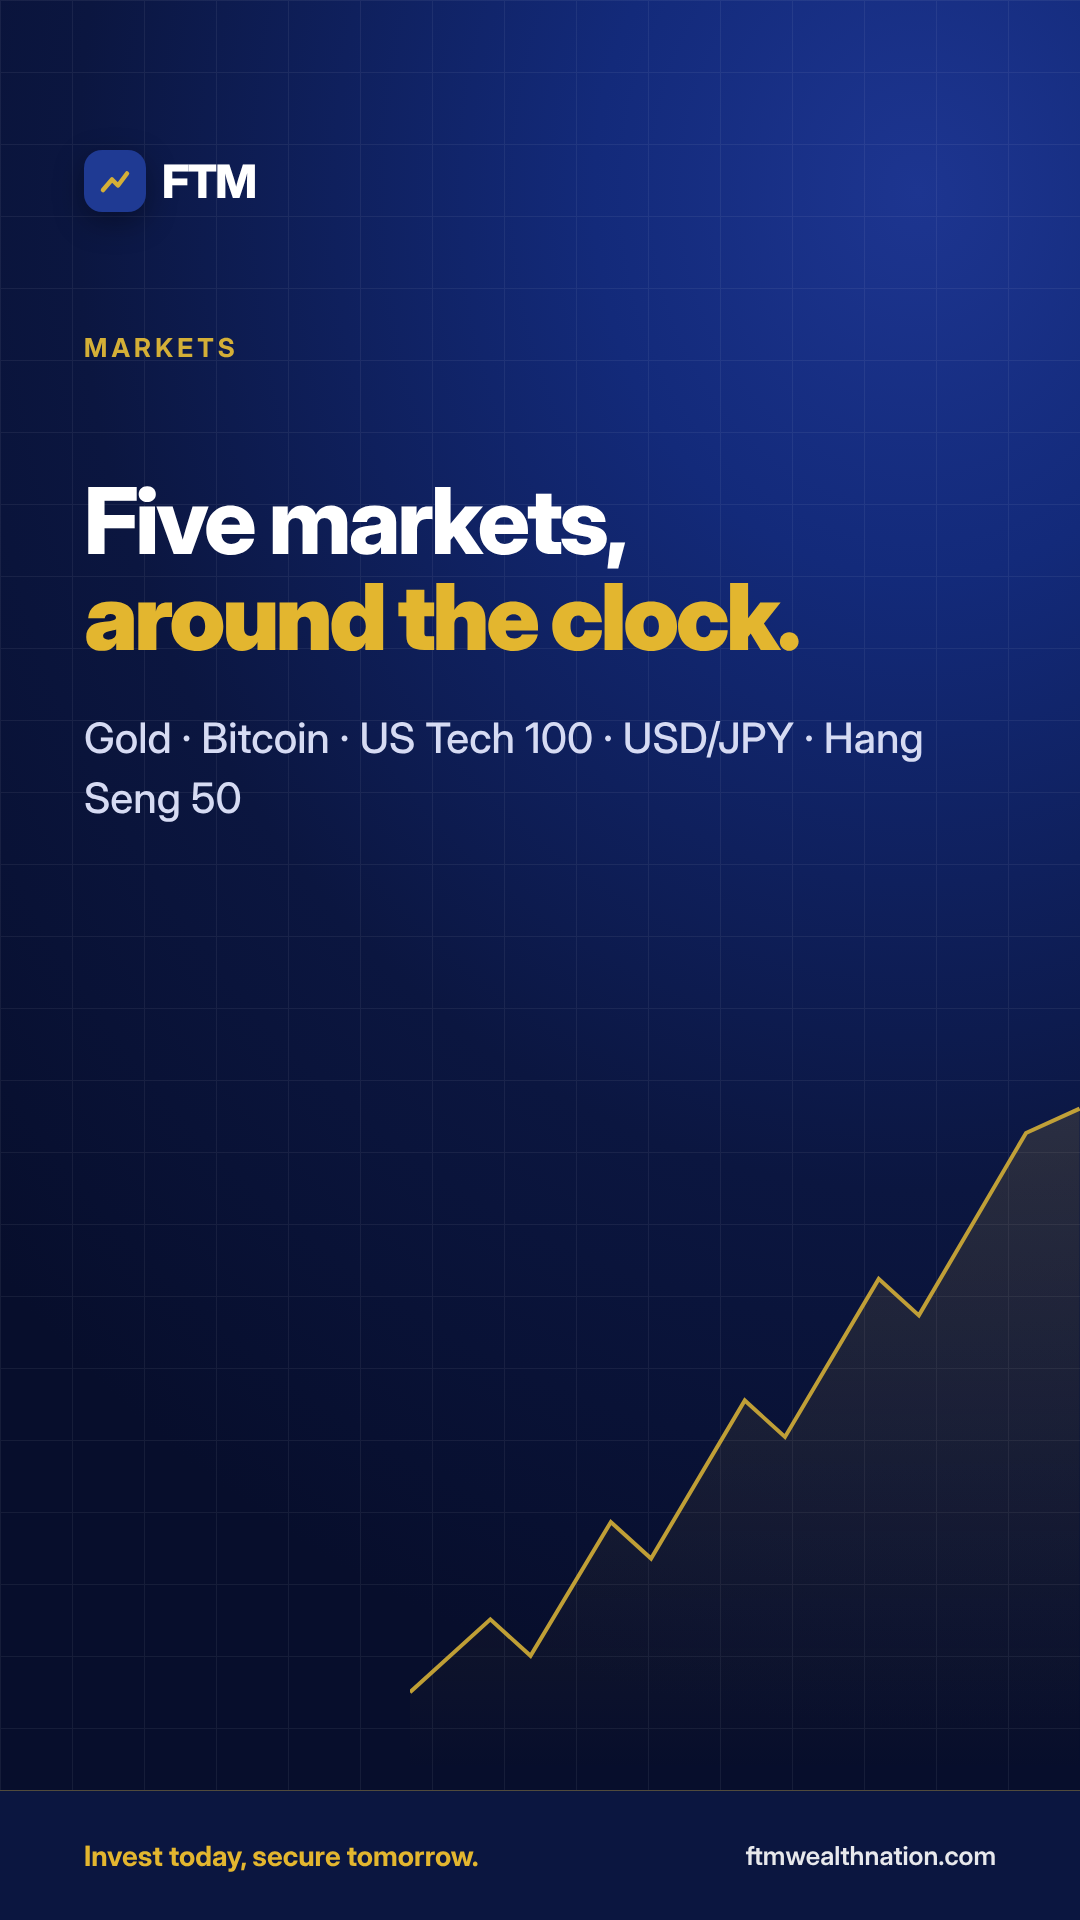 FTM
MARKETS
Five markets,
around the clock.
Gold · Bitcoin · US Tech 100 · USD/JPY · Hang
Seng 50
Invest today, secure tomorrow.
ftmwealthnation.com